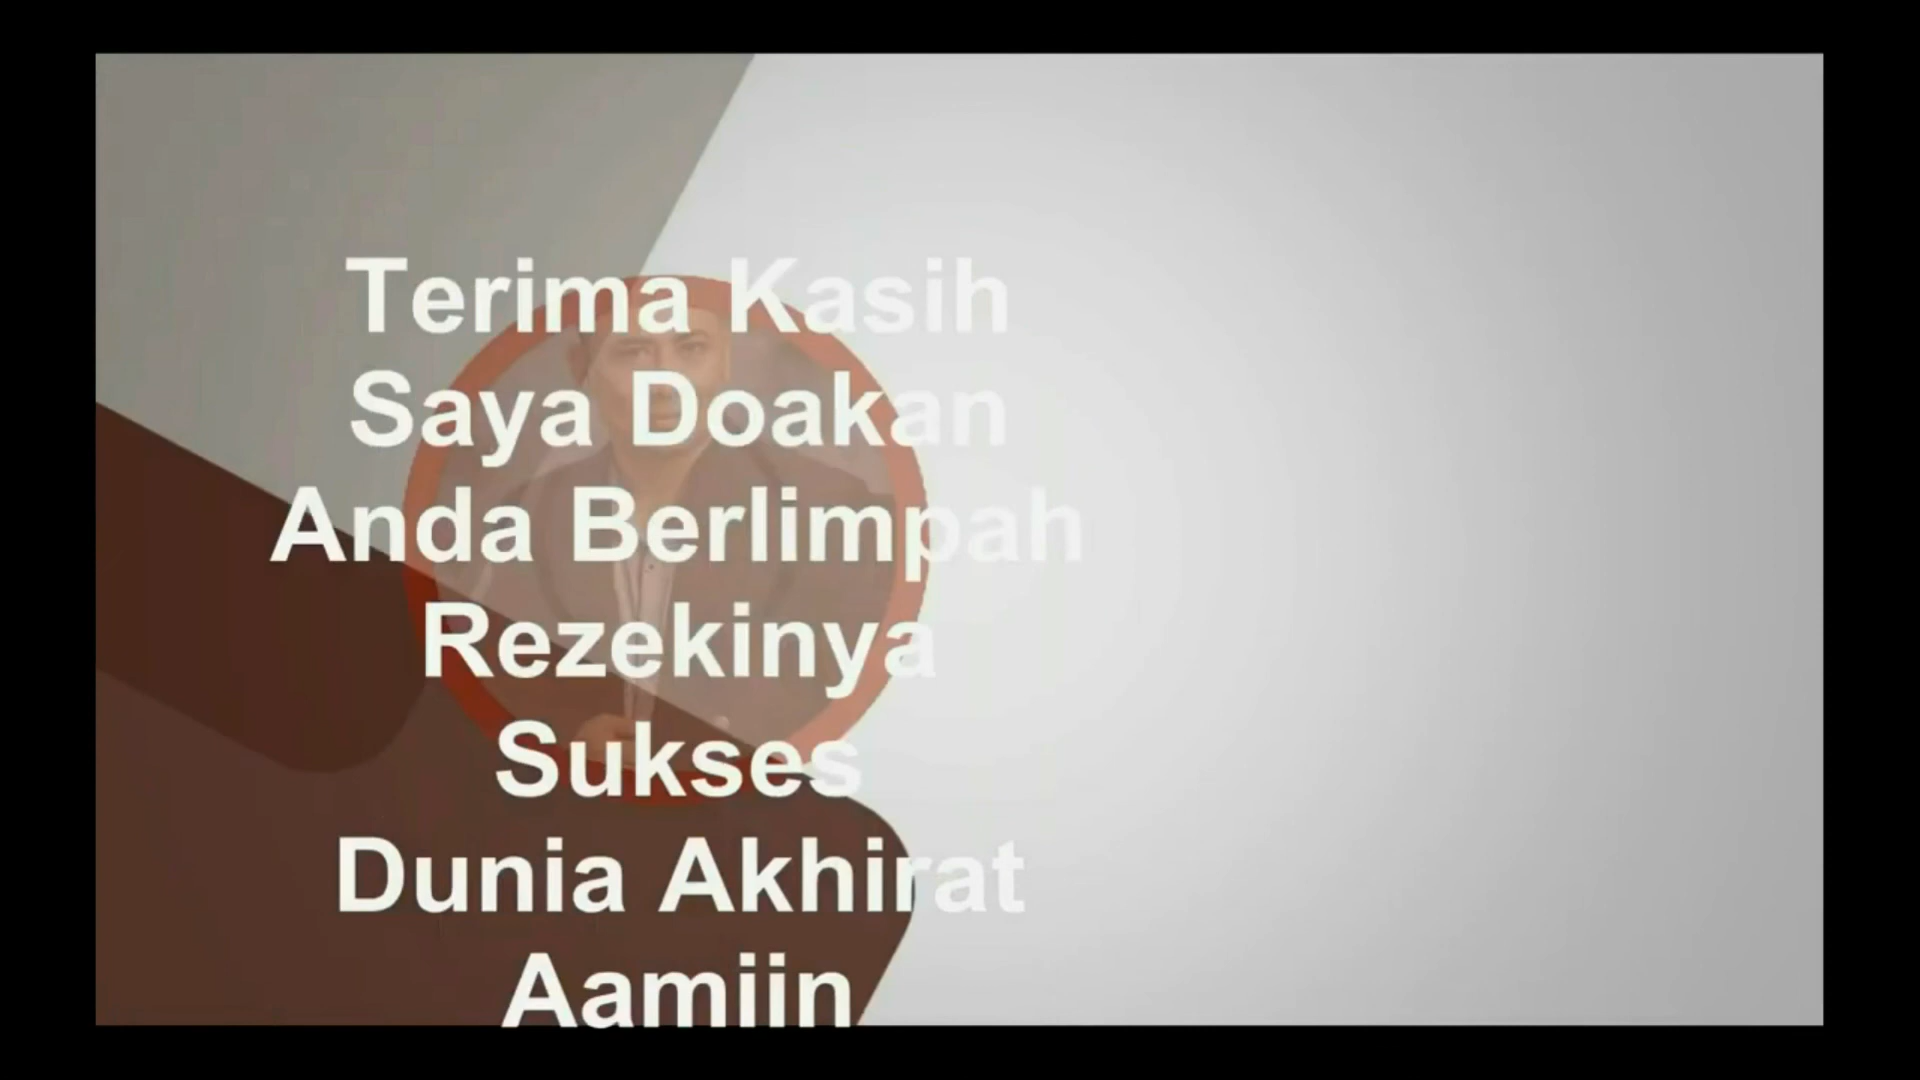 Terima Kasih
Saya Doakan
Anda Berlimpah
Rezekinya
Sukses
Dunia Akhirat
Aamiin